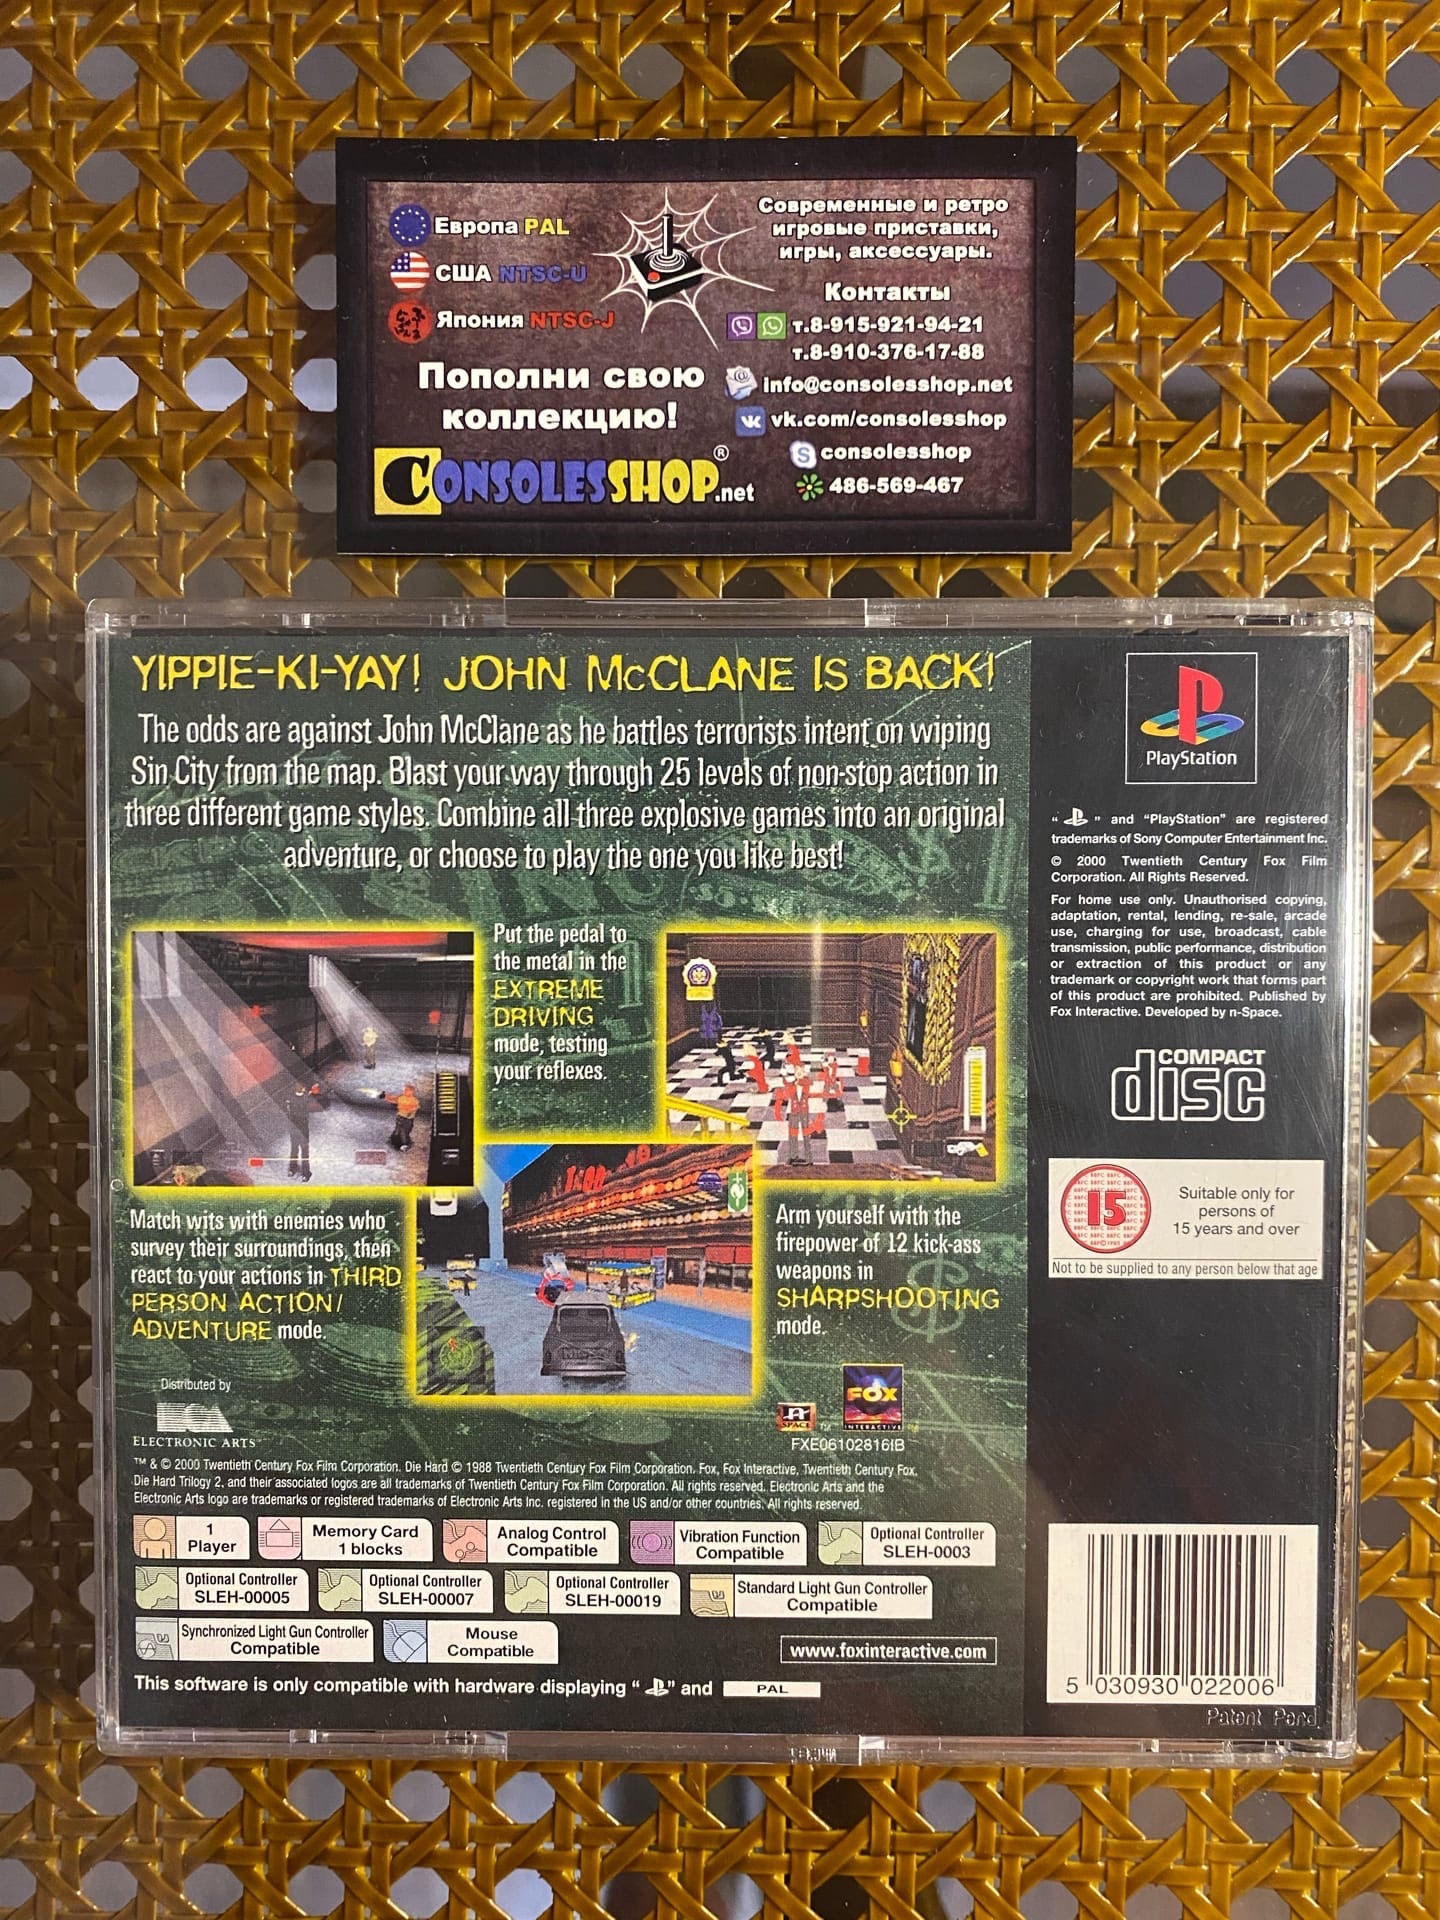 Европа PAL
США NTSC-U
Япония NTSC-J
Пополни свою
коллекцию!
CONSOLESSHOP.net
®
Современные и ретро
игровые приставки,
игры, аксессуары.
Контакты
т.8-915-921-94-21
т.8-910-376-17-88
info@consolesshop.net
vk.com/consolesshop
consolesshop
486-569-467
YIPPIE-KI-YAY! JOHN McCLANE IS BACK!
The odds are against John McClane as he battles terrorists intent on wiping
Sin City from the map. Blast your way through 25 levels of non-stop action in
three different game styles. Combine all three explosive games into an original
adventure, or choose to play the one you like best!
Put the pedal to
the metal in the
EXTREME
DRIVING
mode, testing
your reflexes.
Match wits with enemies who
survey their surroundings, then
react to your actions in THIRD
PERSON ACTION/
ADVENTURE mode.
1:00
Arm yourself with the
firepower of 12 kick-ass
weapons in
SHARPSHOOTING
mode.
Distributed by
ELECTRONIC ARTS™
n SPACE
FOX
INTERACTIVE
FXE06102816IB
™ & © 2000 Twentieth Century Fox Film Corporation. Die Hard © 1988 Twentieth Century Fox Film Corporation. Fox, Fox Interactive, Twentieth Century Fox,
Die Hard Trilogy 2, and their associated logos are all trademarks of Twentieth Century Fox Film Corporation. All rights reserved. Electronic Arts and the
Electronic Arts logo are trademarks or registered trademarks of Electronic Arts Inc. registered in the US and/or other countries. All rights reserved.
1
Player
Memory Card
1 blocks
Analog Control
Compatible
Vibration Function
Compatible
Optional Controller
SLEH-0003
Optional Controller
SLEH-00005
Optional Controller
SLEH-00007
Optional Controller
SLEH-00019
Standard Light Gun Controller
Compatible
Synchronized Light Gun Controller
Compatible
Mouse
Compatible
www.foxinteractive.com
This software is only compatible with hardware displaying “ ” and PAL
PlayStation
“ ” and “PlayStation” are registered
trademarks of Sony Computer Entertainment Inc.
© 2000 Twentieth Century Fox Film
Corporation. All Rights Reserved.
For home use only. Unauthorised copying,
adaptation, rental, lending, re-sale, arcade
use, charging for use, broadcast, cable
transmission, public performance, distribution
or extraction of this product or any
trademark or copyright work that forms part
of this product are prohibited. Published by
Fox Interactive. Developed by n-Space.
COMPACT
disc
15
Suitable only for
persons of
15 years and over
Not to be supplied to any person below that age
5 030930 022006
Patent Pend